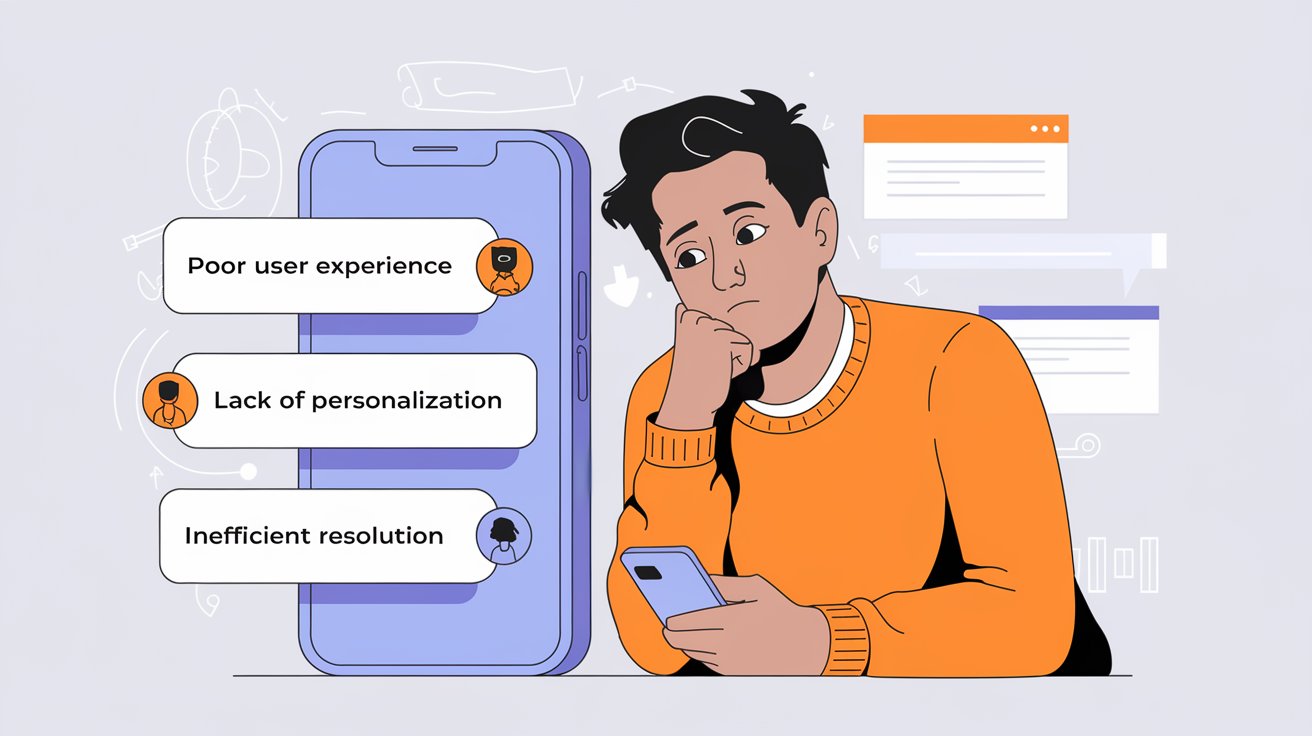 Poor user experience
Lack of personalization
Inefficient resolution